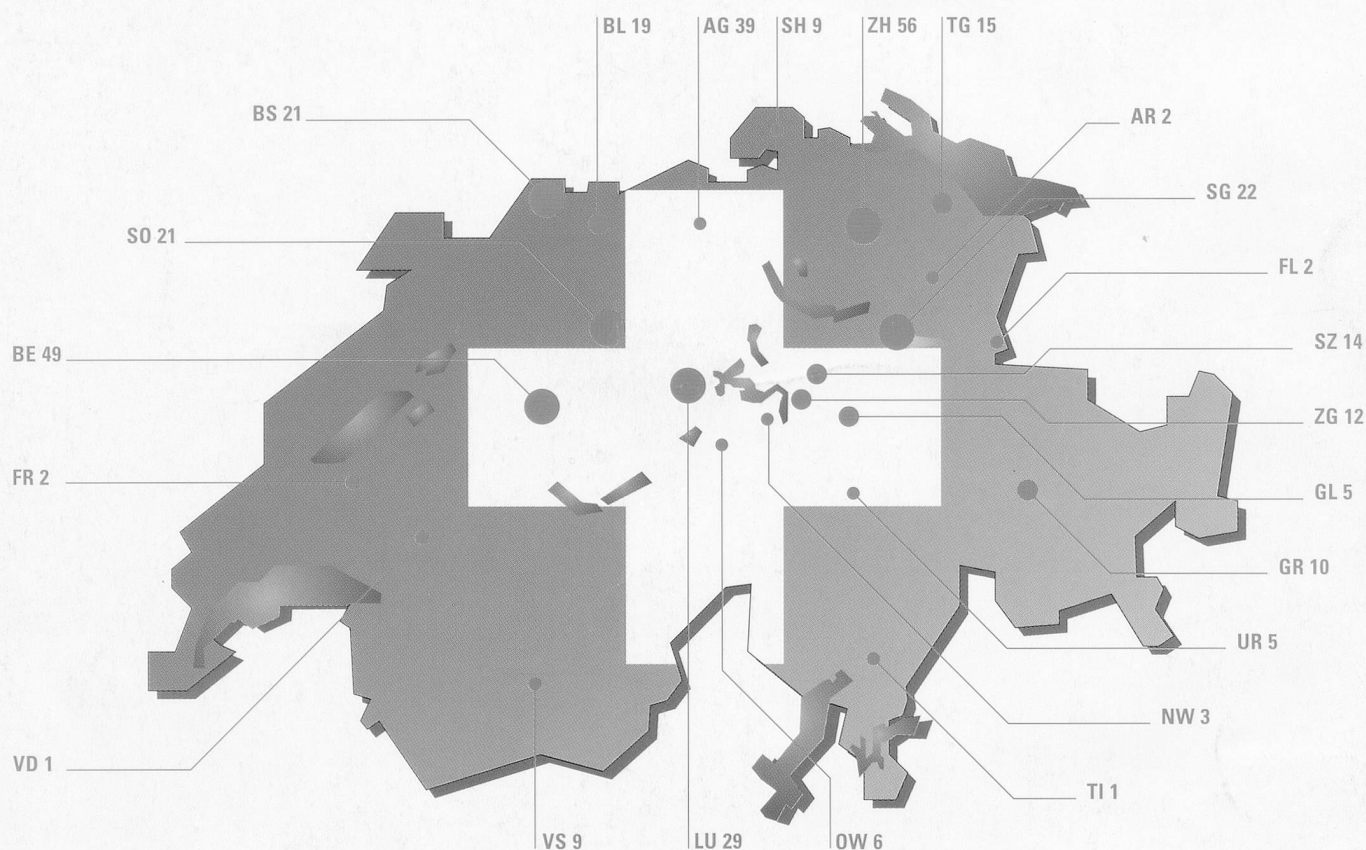 BL 19
AG 39
SH 9
ZH 56
TG 15
BS 21
AR 2
SG 22
SO 21
FL 2
BE 49
SZ 14
ZG 12
FR 2
GL 5
GR 10
UR 5
NW 3
VD 1
TI 1
VS 9
LU 29
OW 6